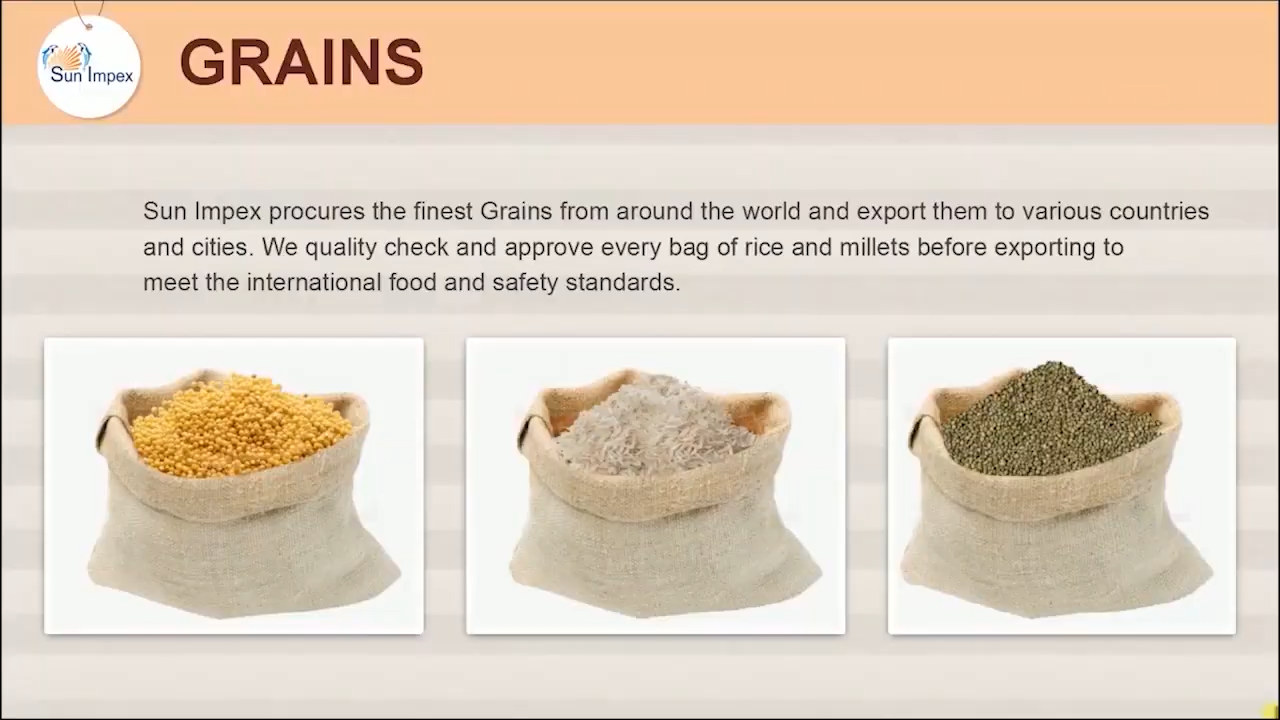 Sun Impex
GRAINS
Sun Impex procures the finest Grains from around the world and export them to various countries
and cities. We quality check and approve every bag of rice and millets before exporting to
meet the international food and safety standards.